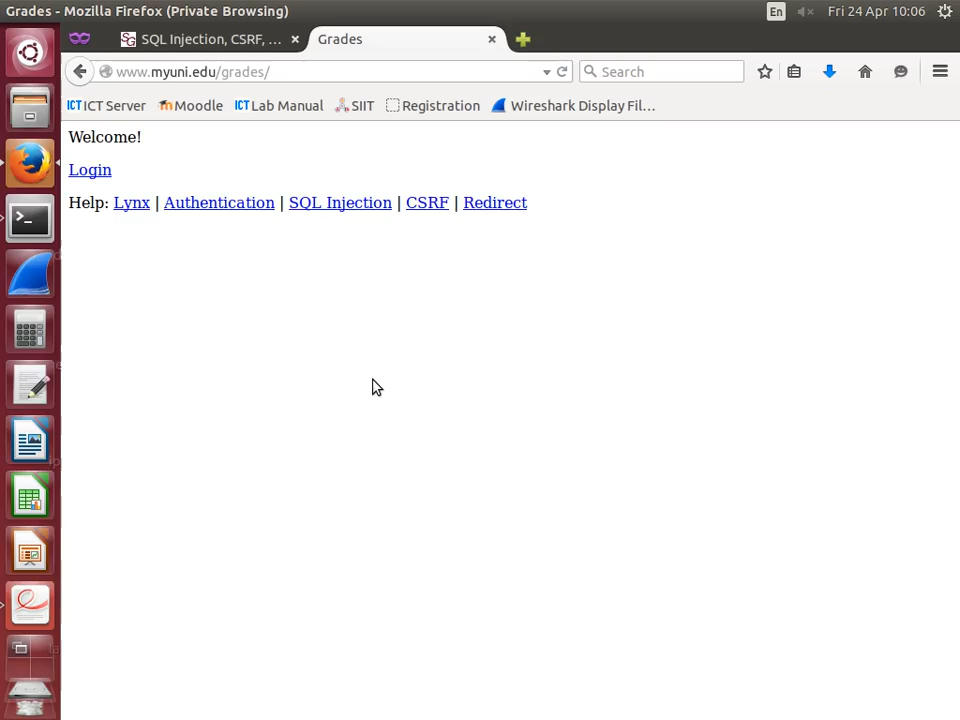 Grades - Mozilla Firefox (Private Browsing)
En
Fri 24 Apr 10:06
SQL Injection, CSRF, ...
Grades
www.myuni.edu/grades/
Search
ICT ICT Server
Moodle
ICT Lab Manual
SIIT
Registration
Wireshark Display Fil...
Welcome!
Login
Help: Lynx | Authentication | SQL Injection | CSRF | Redirect